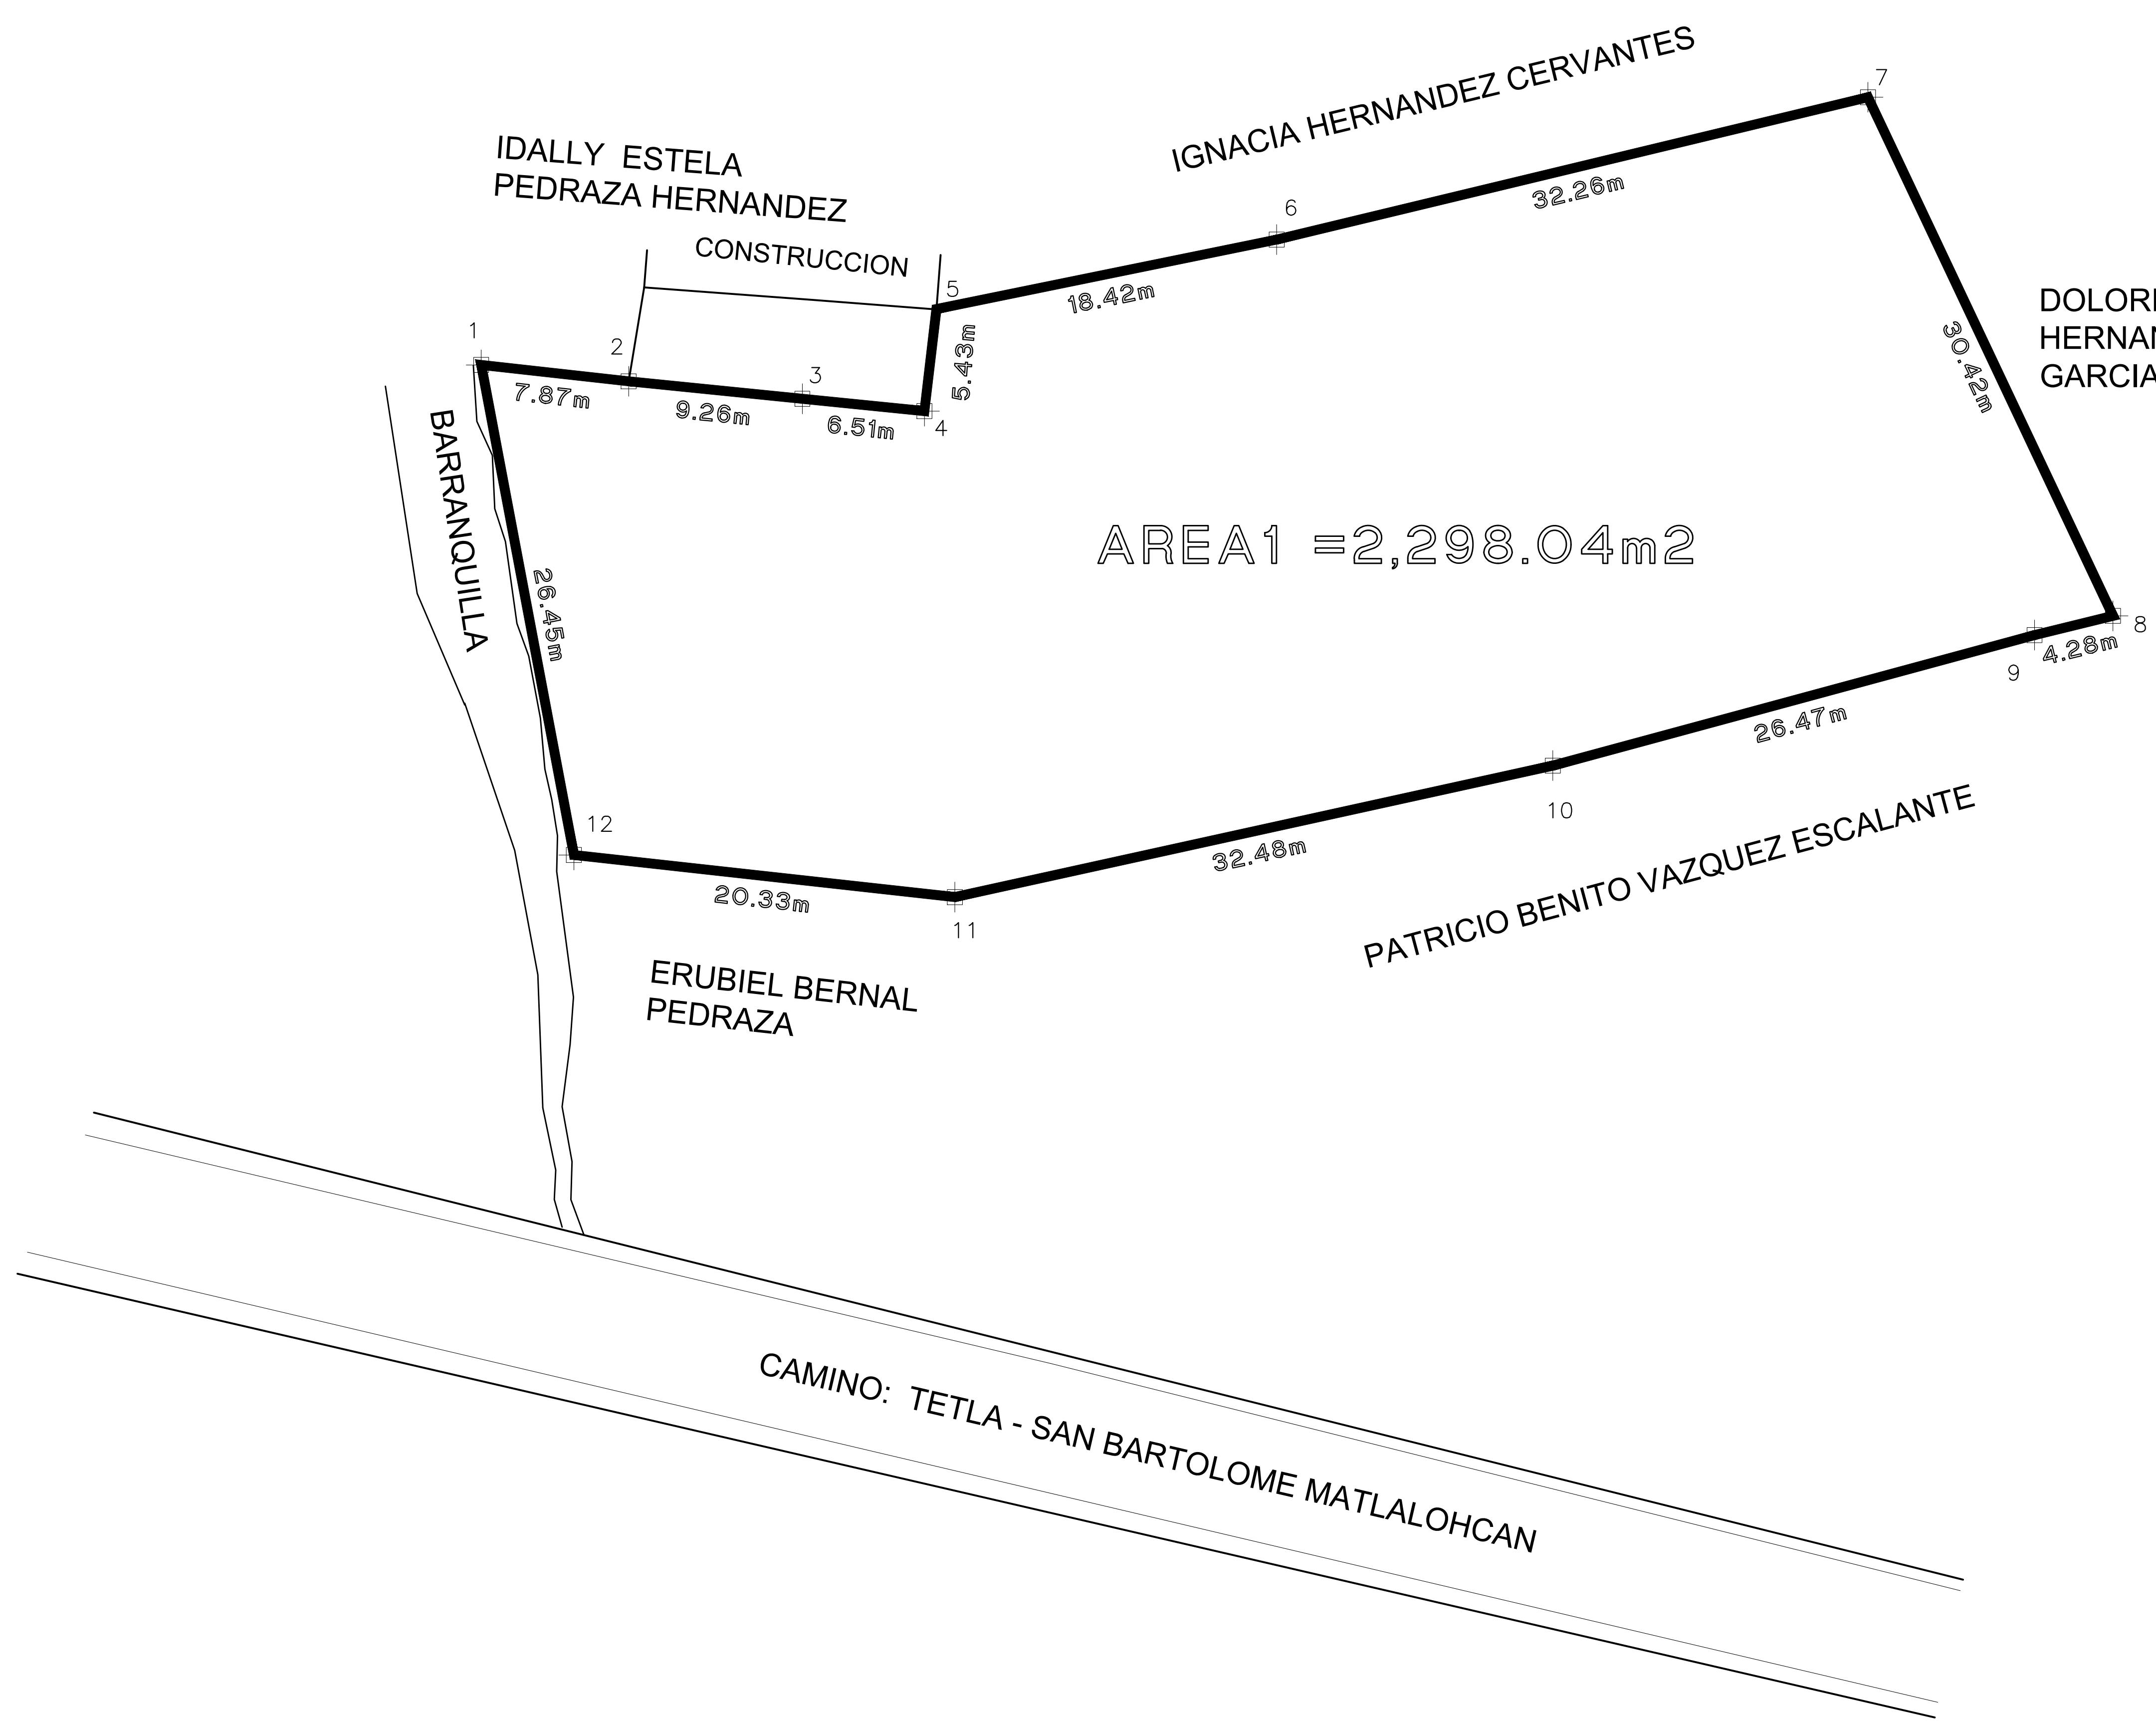 IGNACIA HERNANDEZ CERVANTES
7
IDALLY ESTELA
PEDRAZA HERNANDEZ
CONSTRUCCION
6
32.26m
5
18.42m
1
2
3
4
7.87m
9.26m
6.51m
5.43m
30.42m
HERNAN
GARCIA
BARRANQUILLA
26.45m
AREA1 =2,298.04m2
8
4.28m
9
26.47m
10
12
32.48m
20.33m
11
PATRICIO BENITO VAZQUEZ ESCALANTE
ERUBIEL BERNAL
PEDRAZA
CAMINO: TETLA - SAN BARTOLOME MATLALOHCAN